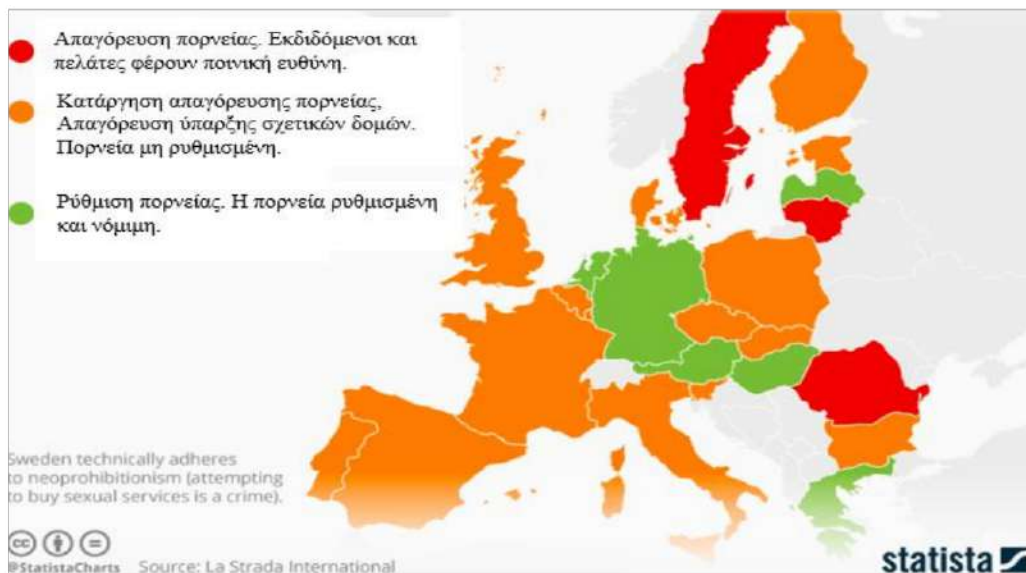 Απαγόρευση πορνείας. Εκδιδόμενοι και
πελάτες φέρουν ποινική ευθύνη.
Κατάργηση απαγόρευσης πορνείας,
Απαγόρευση ύπαρξης σχετικών δομών.
Πορνεία μη ρυθμισμένη.
Ρύθμιση πορνείας. Η πορνεία ρυθμισμένη
και νόμιμη.
Sweden technically adheres
to neoprohibitionism (attempting
to buy sexual services is a crime).
cc
@StatistaCharts Source: La Strada International
statista